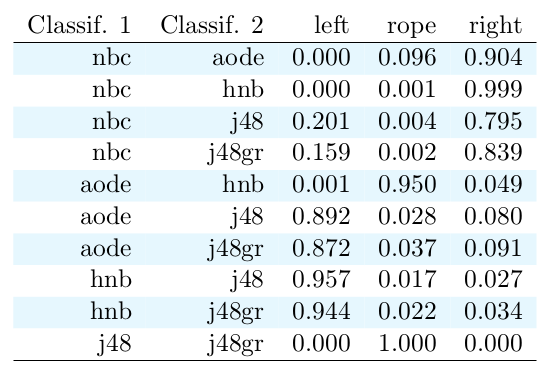 Classif. 1 Classif. 2 left rope right
nbc aode 0.000 0.096 0.904
nbc hnb 0.000 0.001 0.999
nbc j48 0.201 0.004 0.795
nbc j48gr 0.159 0.002 0.839
aode hnb 0.001 0.950 0.049
aode j48 0.892 0.028 0.080
aode j48gr 0.872 0.037 0.091
hnb j48 0.957 0.017 0.027
hnb j48gr 0.944 0.022 0.034
j48 j48gr 0.000 1.000 0.000